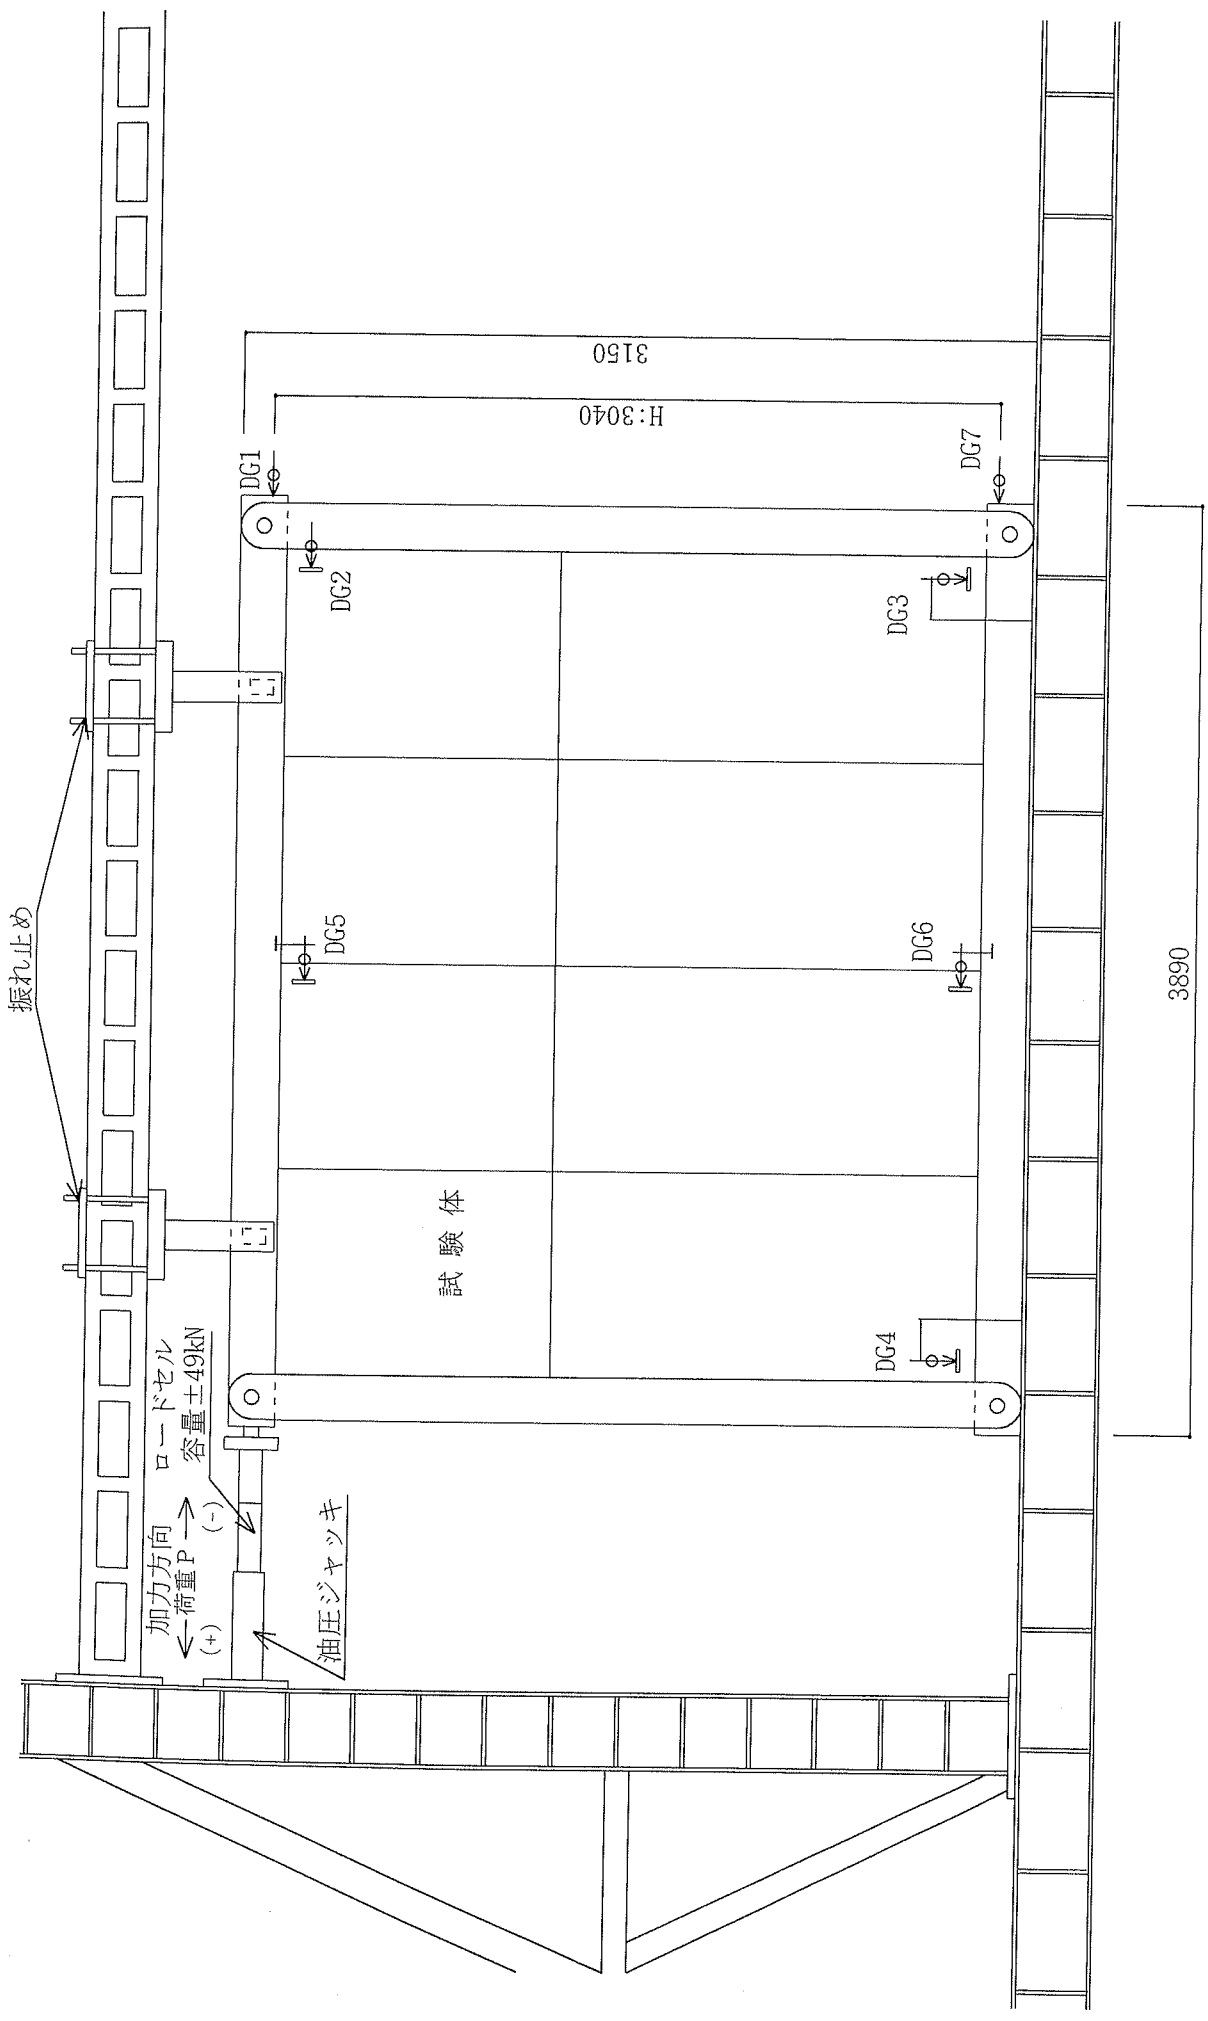 振れ止め
加力方向
荷重P
(+)
(-)
ロードセル
容量±49kN
油圧ジャッキ
試験体
DG1
DG2
DG3
DG4
DG5
DG6
DG7
H:3040
3150
3890